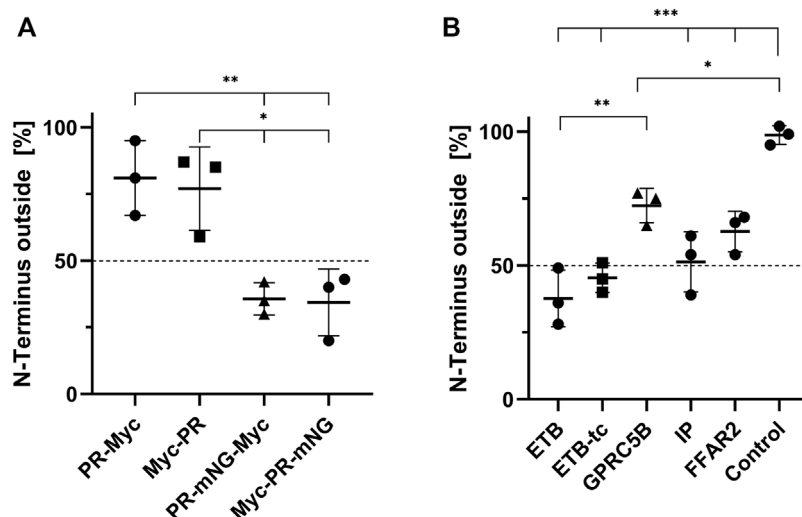 A
**
*
N-Terminus outside [%]
100
50
0
PR-Myc
Myc-PR
PR-mNG-Myc
Myc-PR-mNG
B
***
*
**
N-Terminus outside [%]
100
50
0
ETB
ETB-tc
GPRC5B
IP
FFAR2
Control